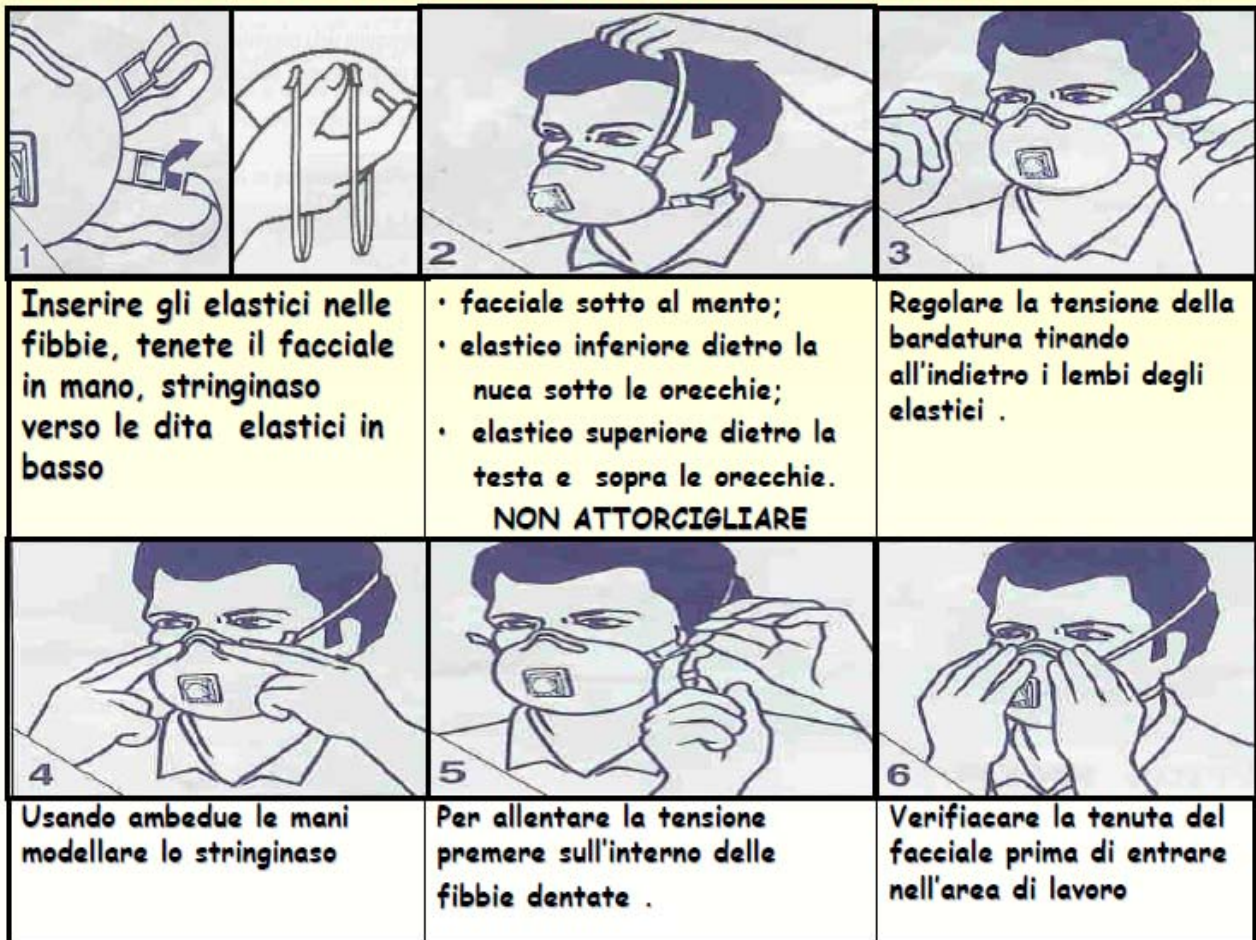 1
2
3
Inserire gli elastici nelle
fibbie, tenete il facciale
in mano, stringinaso
verso le dita elastici in
basso
• facciale sotto al mento;
• elastico inferiore dietro la
nuca sotto le orecchie;
• elastico superiore dietro la
testa e sopra le orecchie.
NON ATTORCIGLIARE
Regolare la tensione della
bardatura tirando
all'indietro i lembi degli
elastici .
4
5
6
Usando ambedue le mani
modellare lo stringinaso
Per allentare la tensione
premere sull'interno delle
fibbie dentate .
Verifiacare la tenuta del
facciale prima di entrare
nell'area di lavoro